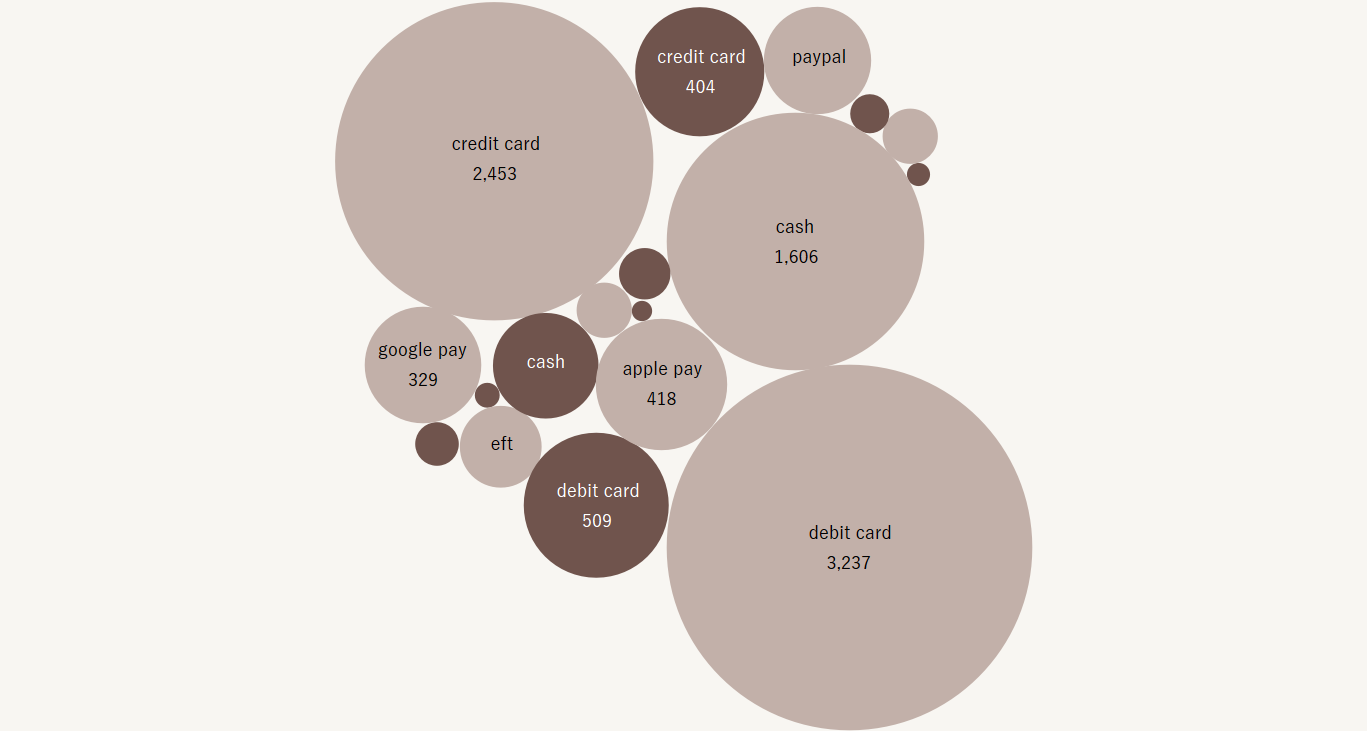 credit card
404
paypal
credit card
2,453
cash
1,606
google pay
329
cash
apple pay
418
eft
debit card
509
debit card
3,237